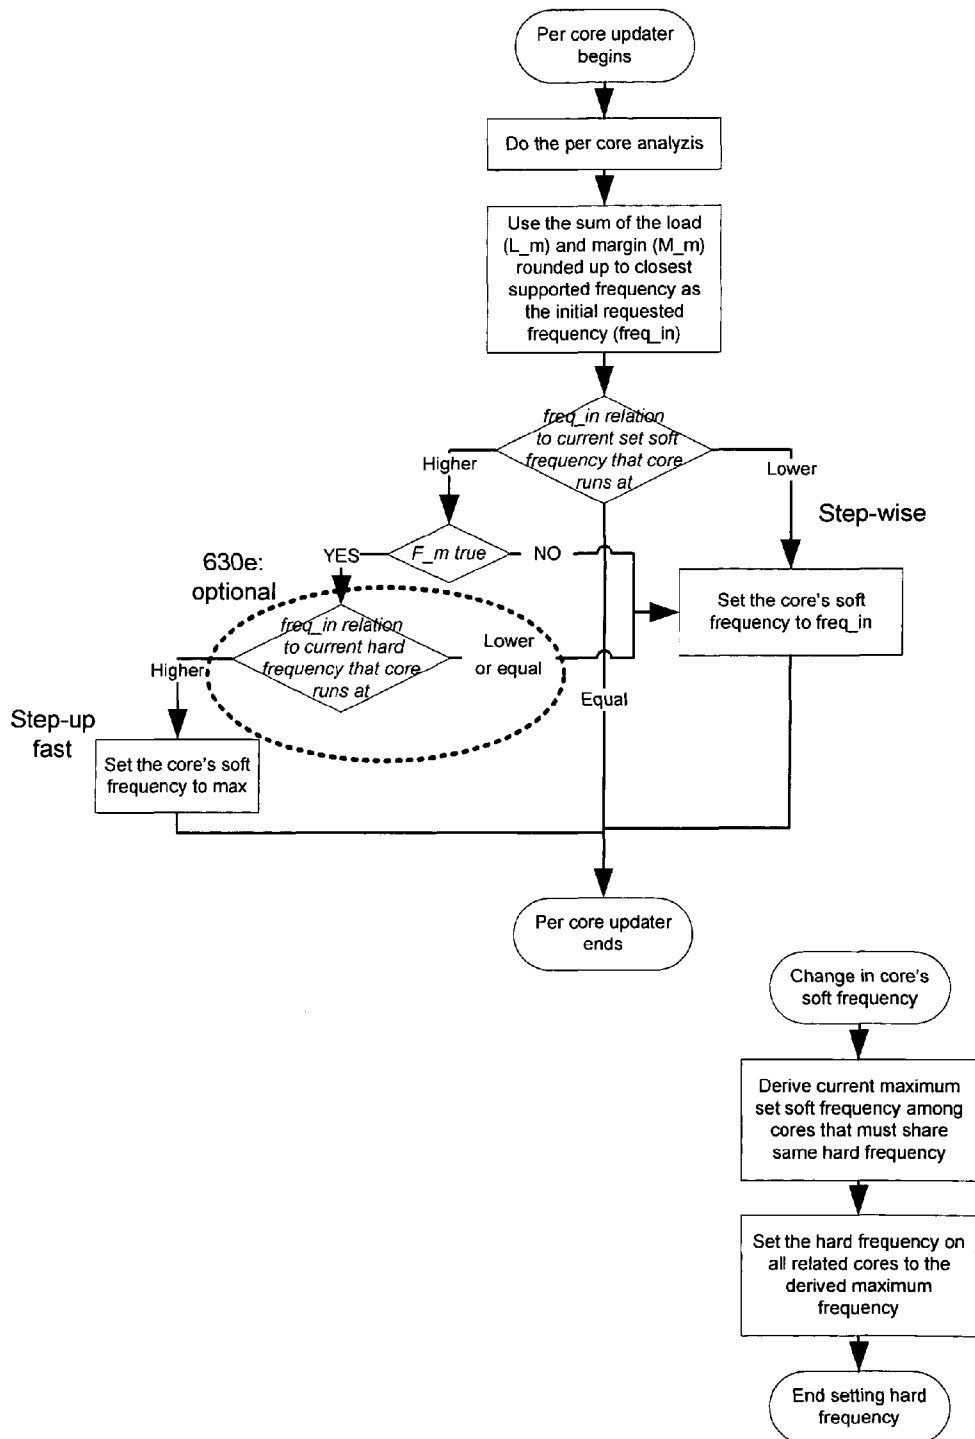 Per core updater
begins
Do the per core analyzis
Use the sum of the load
(L_m) and margin (M_m)
rounded up to closest
supported frequency as
the initial requested
frequency (freq_in)
freq_in relation
to current set soft
frequency that core
runs at
Higher
Lower
Step-wise
F_m true
YES
NO
630e:
optional
Set the core's soft
frequency to freq_in
freq_in relation
to current hard
frequency that core
runs at
Lower
or equal
Higher
Equal
Step-up
fast
Set the core's soft
frequency to max
Per core updater
ends
Change in core's
soft frequency
Derive current maximum
set soft frequency among
cores that must share
same hard frequency
Set the hard frequency on
all related cores to the
derived maximum
frequency
End setting hard
frequency